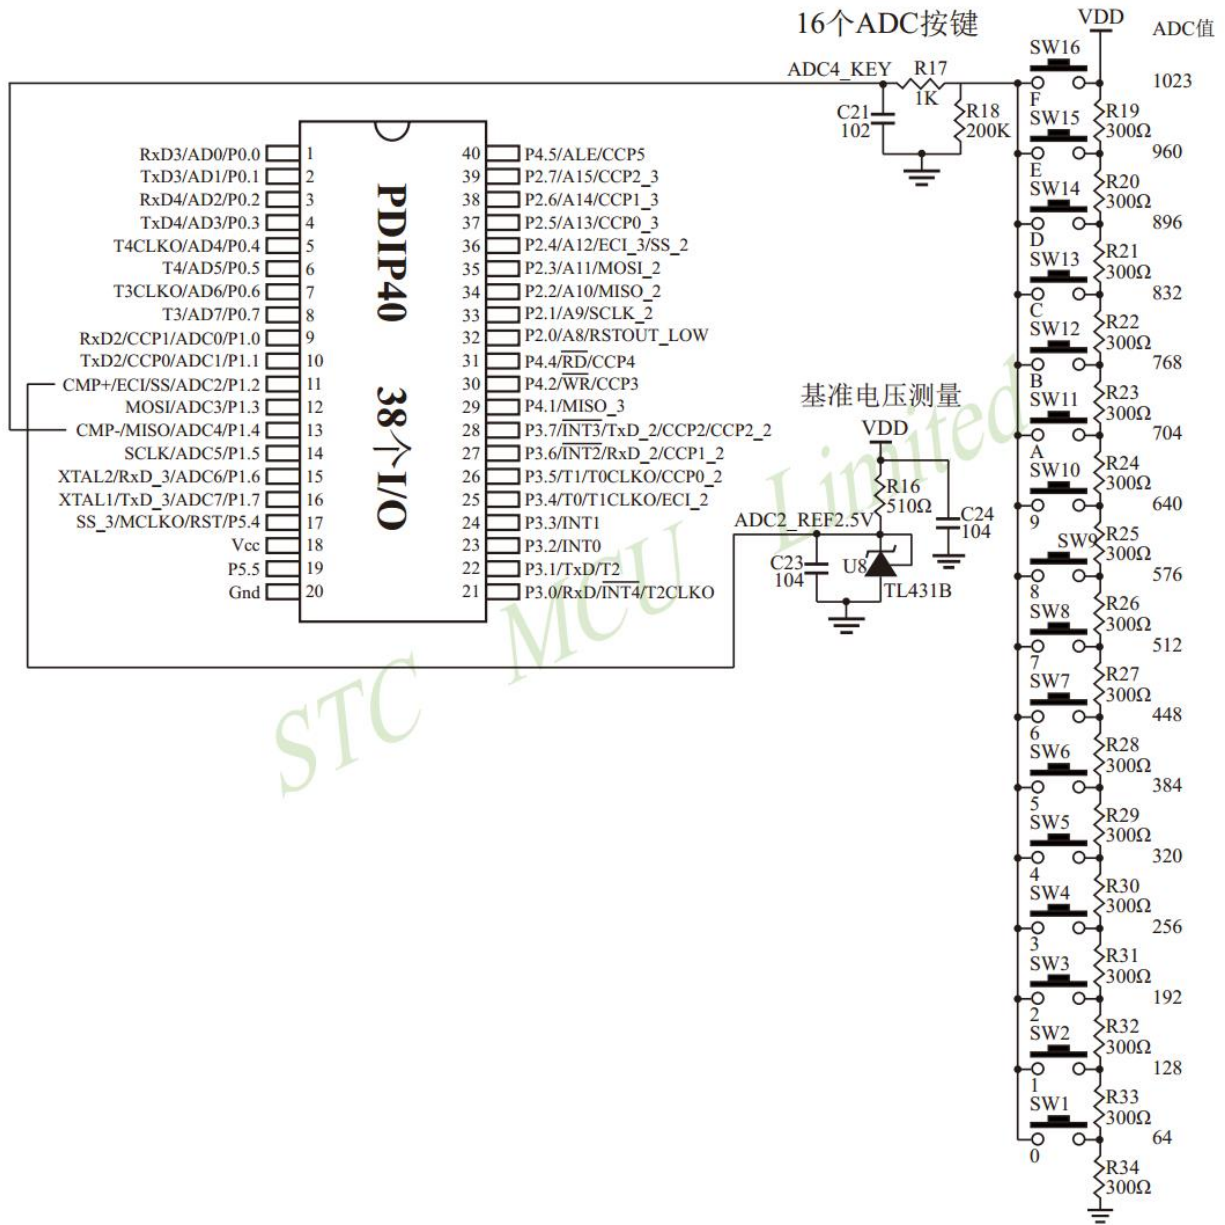 16个ADC按键
VDD
ADC值
ADC4_KEY
R17
1K
C21
102
R18
200K
SW16
F
1023
R19
300Ω
SW15
E
960
R20
300Ω
SW14
D
896
R21
300Ω
SW13
C
832
R22
300Ω
SW12
B
768
R23
300Ω
SW11
A
704
R24
300Ω
SW10
9
640
R25
300Ω
SW9
8
576
R26
300Ω
SW8
7
512
R27
300Ω
SW7
6
448
R28
300Ω
SW6
5
384
R29
300Ω
SW5
4
320
R30
300Ω
SW4
3
256
R31
300Ω
SW3
2
192
R32
300Ω
SW2
1
128
R33
300Ω
SW1
0
64
R34
300Ω
PDIP40 38个I/O
RxD3/AD0/P0.0 1
TxD3/AD1/P0.1 2
RxD4/AD2/P0.2 3
TxD4/AD3/P0.3 4
T4CLKO/AD4/P0.4 5
T4/AD5/P0.5 6
T3CLKO/AD6/P0.6 7
T3/AD7/P0.7 8
RxD2/CCP1/ADC0/P1.0 9
TxD2/CCP0/ADC1/P1.1 10
CMP+/ECI/SS/ADC2/P1.2 11
MOSI/ADC3/P1.3 12
CMP-/MISO/ADC4/P1.4 13
SCLK/ADC5/P1.5 14
XTAL2/RxD_3/ADC6/P1.6 15
XTAL1/TxD_3/ADC7/P1.7 16
SS_3/MCLKO/RST/P5.4 17
Vcc 18
P5.5 19
Gnd 20
40 P4.5/ALE/CCP5
39 P2.7/A15/CCP2_3
38 P2.6/A14/CCP1_3
37 P2.5/A13/CCP0_3
36 P2.4/A12/ECI_3/SS_2
35 P2.3/A11/MOSI_2
34 P2.2/A10/MISO_2
33 P2.1/A9/SCLK_2
32 P2.0/A8/RSTOUT_LOW
31 P4.4/RD/CCP4
30 P4.2/WR/CCP3
29 P4.1/MISO_3
28 P3.7/INT3/TxD_2/CCP2/CCP2_2
27 P3.6/INT2/RxD_2/CCP1_2
26 P3.5/T1/T0CLKO/CCP0_2
25 P3.4/T0/T1CLKO/ECI_2
24 P3.3/INT1
23 P3.2/INT0
22 P3.1/TxD/T2
21 P3.0/RxD/INT4/T2CLKO
基准电压测量
VDD
R16
510Ω
ADC2_REF2.5V
C24
104
C23
104
U8
TL431B
STC MCU Limited